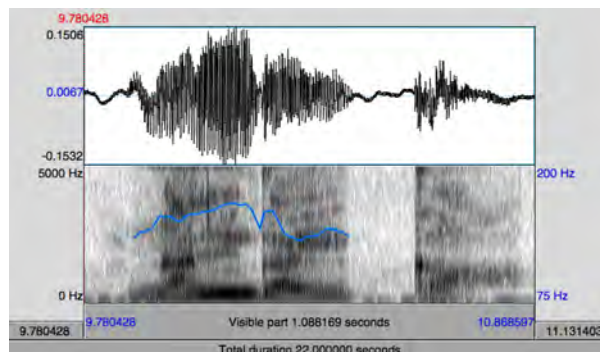 9.780428
0.1506
0.0067
-0.1532
5000 Hz 200 Hz
0 Hz 75 Hz
9.780428 9.780428 Visible part 1.088169 seconds 10.868597 11.131403
Total duration 22.000000 seconds